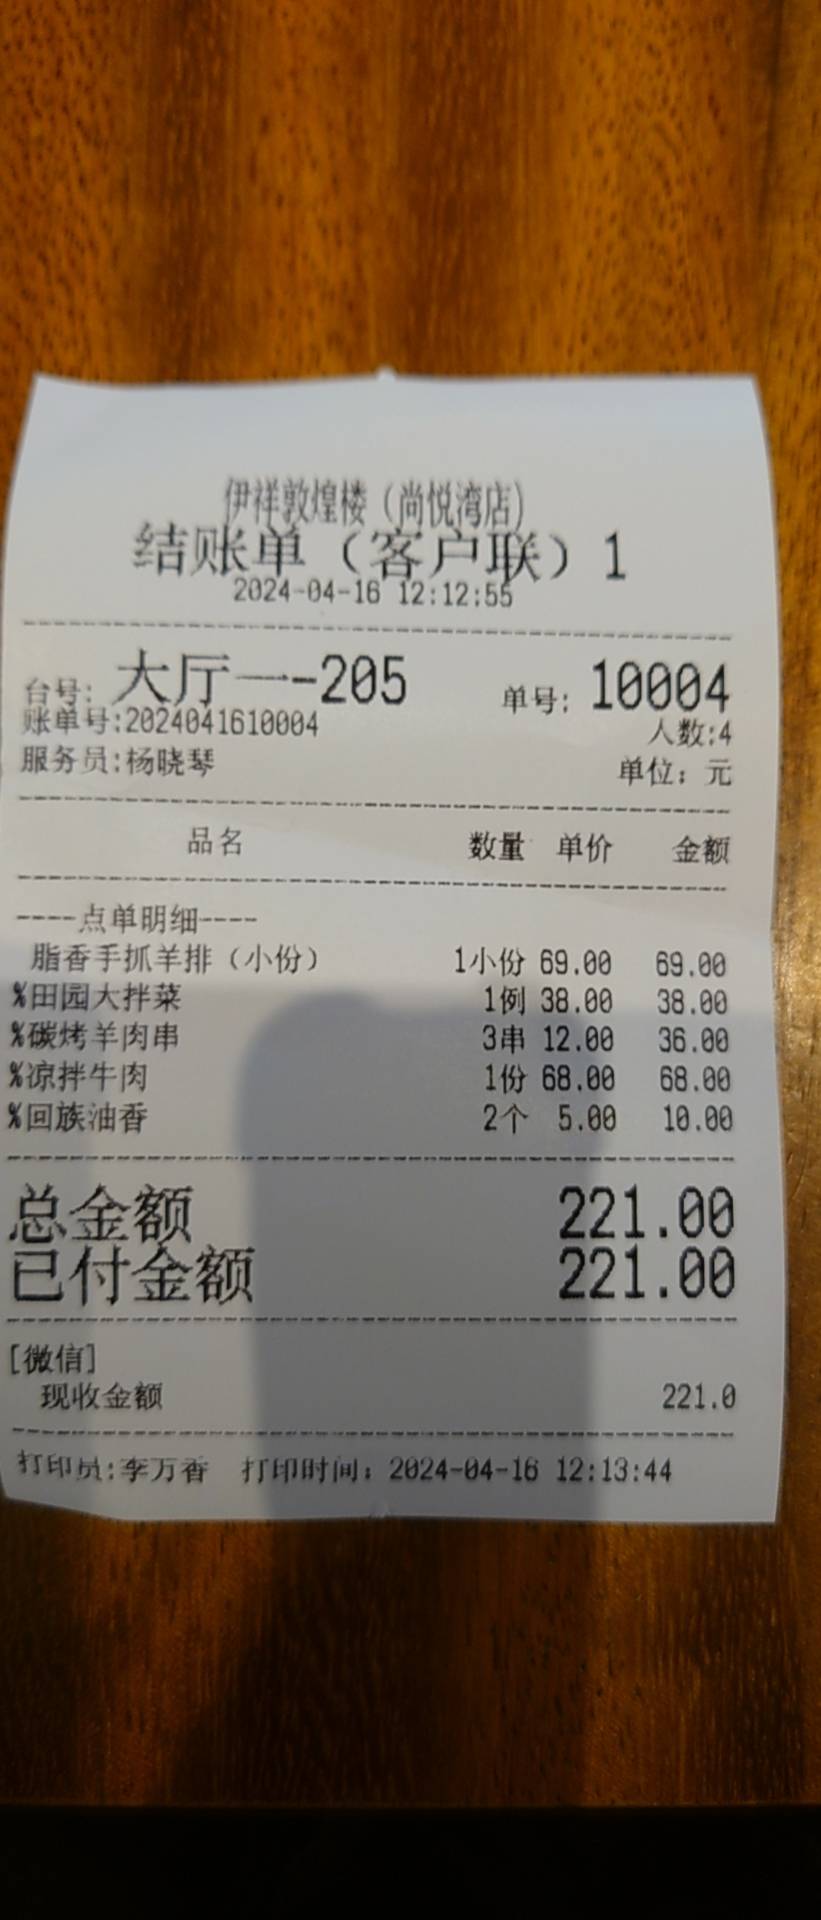 伊祥敦煌楼（尚悦湾店）
结账单（客户联）1
2024-04-16 12:12:55
台号: 大厅一-205 单号: 10004
账单号:2024041610004 人数:4
服务员:杨晓琴 单位: 元
品名 数量 单价 金额
----点单明细----
脂香手抓羊排（小份） 1小份 69.00 69.00
%田园大拌菜 1例 38.00 38.00
%碳烤羊肉串 3串 12.00 36.00
%凉拌牛肉 1份 68.00 68.00
%回族油香 2个 5.00 10.00
总金额 221.00
已付金额 221.00
[微信]
现收金额 221.0
打印员:李万香 打印时间: 2024-04-16 12:13:44